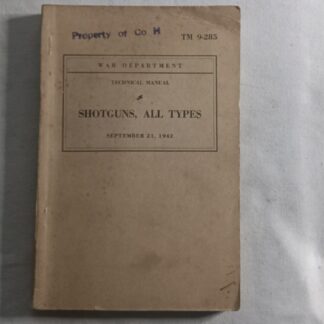 Property of Co H
TM 9-285
WAR DEPARTMENT
TECHNICAL MANUAL
SHOTGUNS, ALL TYPES
SEPTEMBER 21, 1942